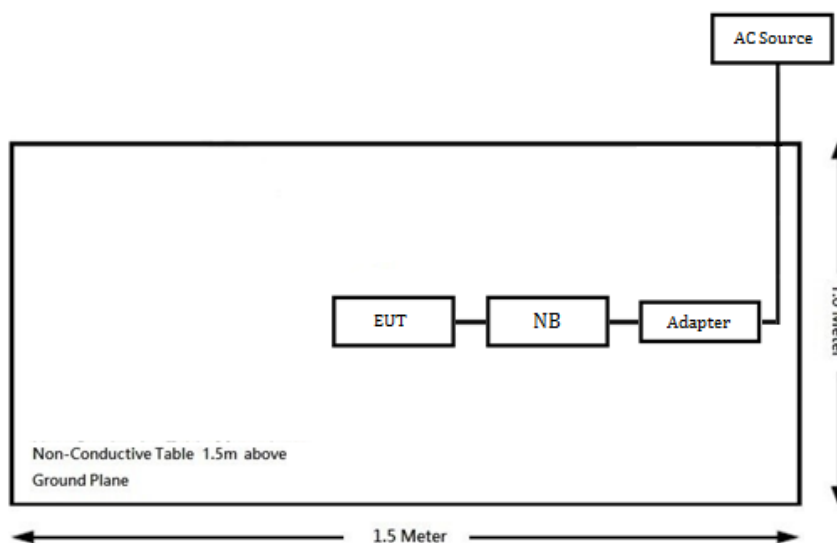 AC Source
EUT
NB
Adapter
Non-Conductive Table 1.5m above
Ground Plane
1.5 Meter